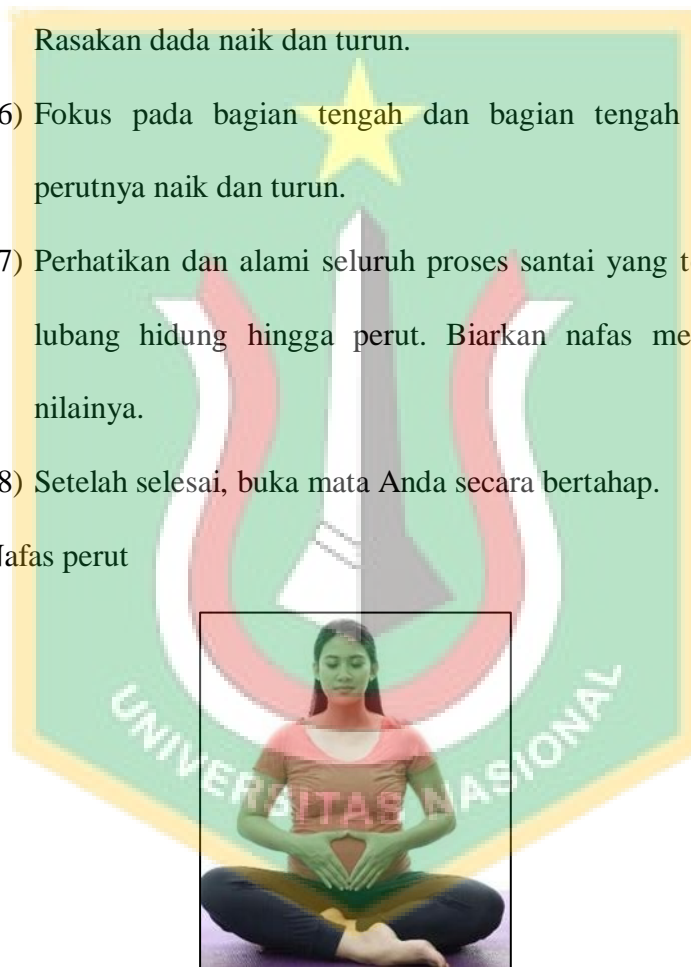 Rasakan dada naik dan turun.
6) Fokus pada bagian tengah dan bagian tengah
perutnya naik dan turun.
7) Perhatikan dan alami seluruh proses santai yang
lubang hidung hingga perut. Biarkan nafas
nilainya.
8) Setelah selesai, buka mata Anda secara bertahap.
Nafas perut
UNIVERSITAS NASIONAL